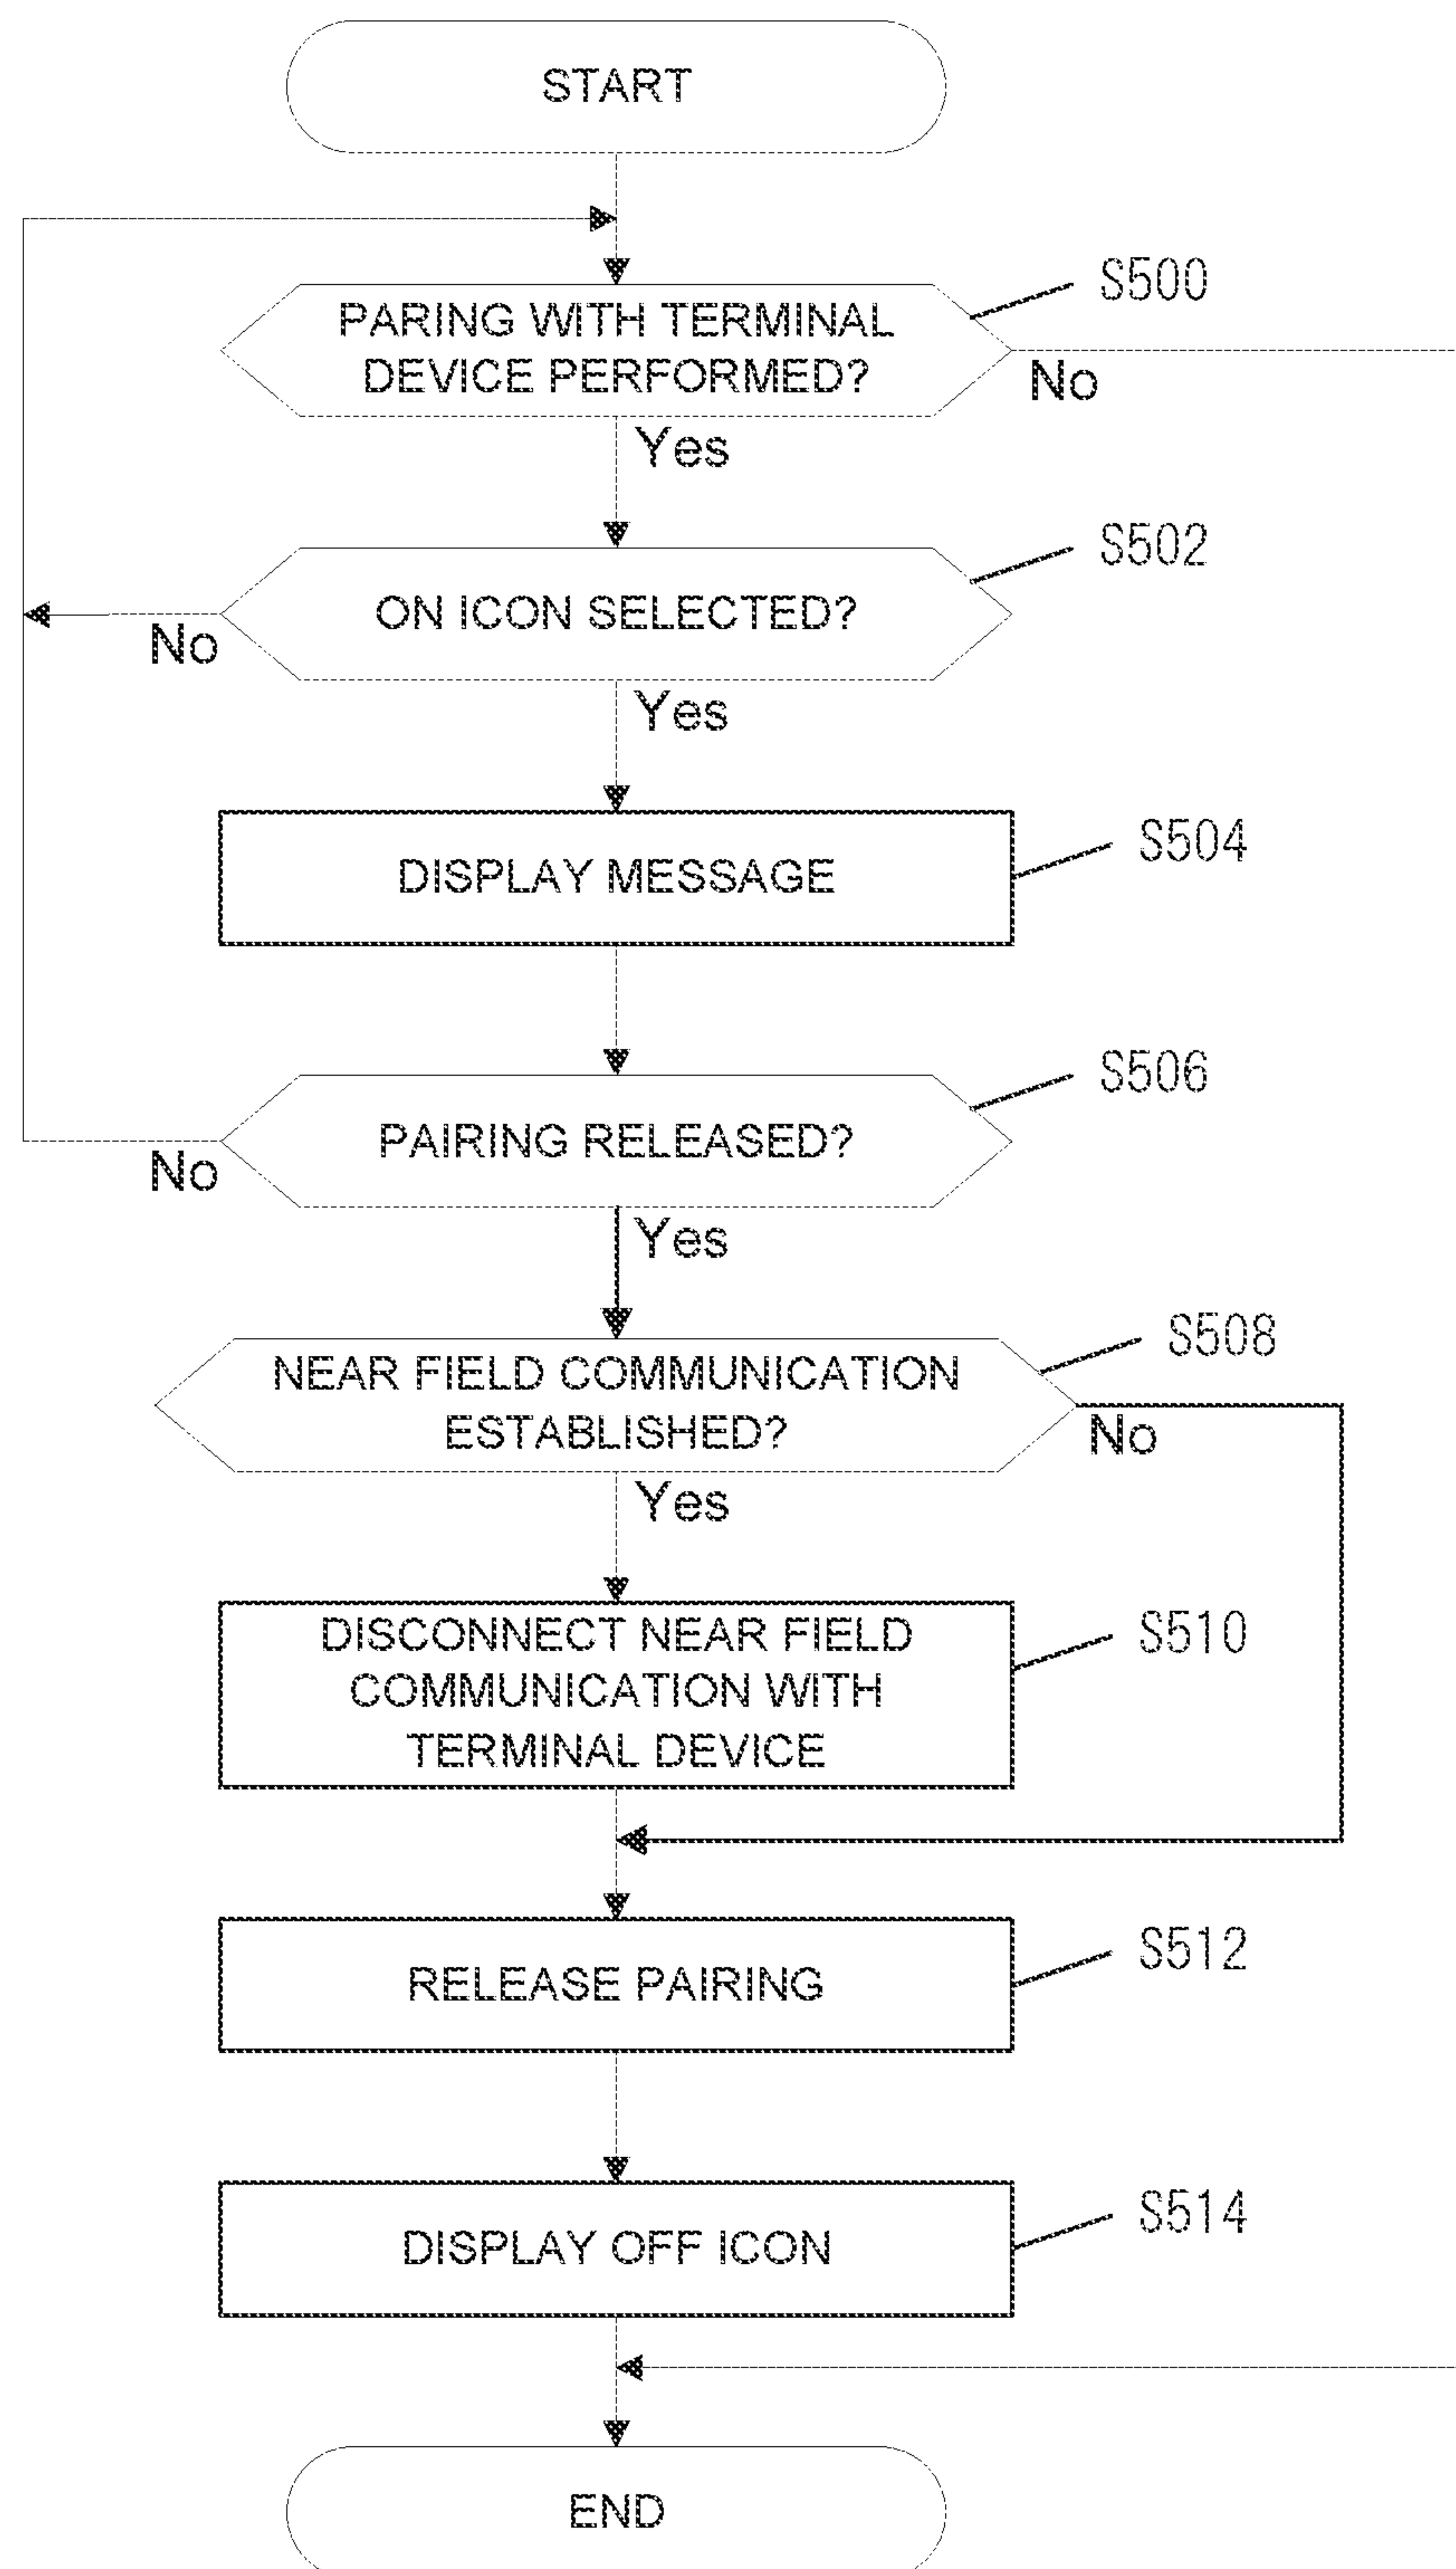 START
PARING WITH TERMINAL
DEVICE PERFORMED?
S500
No
Yes
ON ICON SELECTED?
S502
No
Yes
DISPLAY MESSAGE
S504
PAIRING RELEASED?
S506
No
Yes
NEAR FIELD COMMUNICATION
ESTABLISHED?
S508
No
Yes
DISCONNECT NEAR FIELD
COMMUNICATION WITH
TERMINAL DEVICE
S510
RELEASE PAIRING
S512
DISPLAY OFF ICON
S514
END